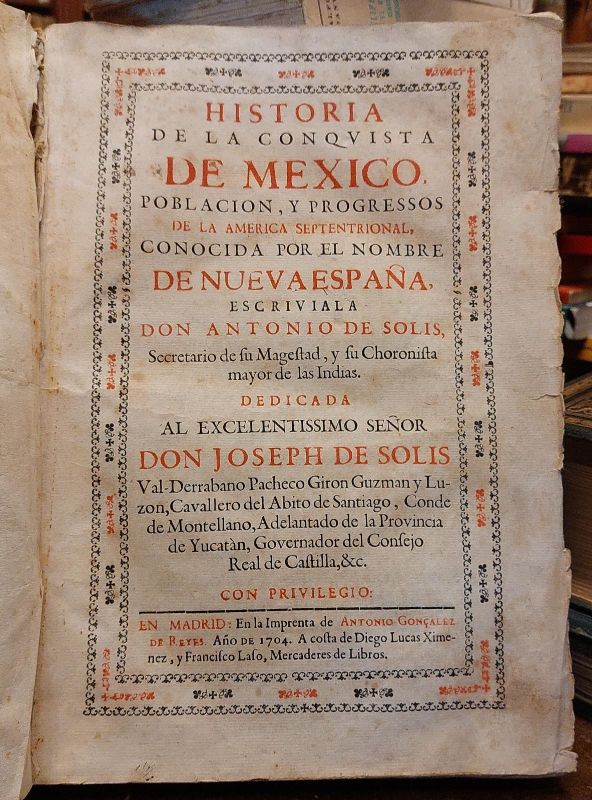 HISTORIA
DE LA CONQVISTA
DE MEXICO,
POBLACION, Y PROGRESSOS
DE LA AMERICA SEPTENTRIONAL,
CONOCIDA POR EL NOMBRE
DE NUEVA ESPAÑA,
ESCRIVIALA
DON ANTONIO DE SOLIS,
Secretario de ſu Mageſtad, y ſu Choroniſta
mayor de las Indias.
DEDICADA
AL EXCELENTISSIMO SEÑOR
DON JOSEPH DE SOLIS
Val-Derrabano Pacheco Giron Guzman y Lu-
zon, Cavallero del Abito de Santiago, Conde
de Montellano, Adelantado de la Provincia
de Yucatàn, Governador del Conſejo
Real de Caſtilla, &c.
CON PRIVILEGIO:
EN MADRID: En la Imprenta de ANTONIO GONÇALEZ
DE REYES. Año DE 1704. A coſta de Diego Lucas Xime-
nez, y Franciſco Laſo, Mercaderes de Libros.